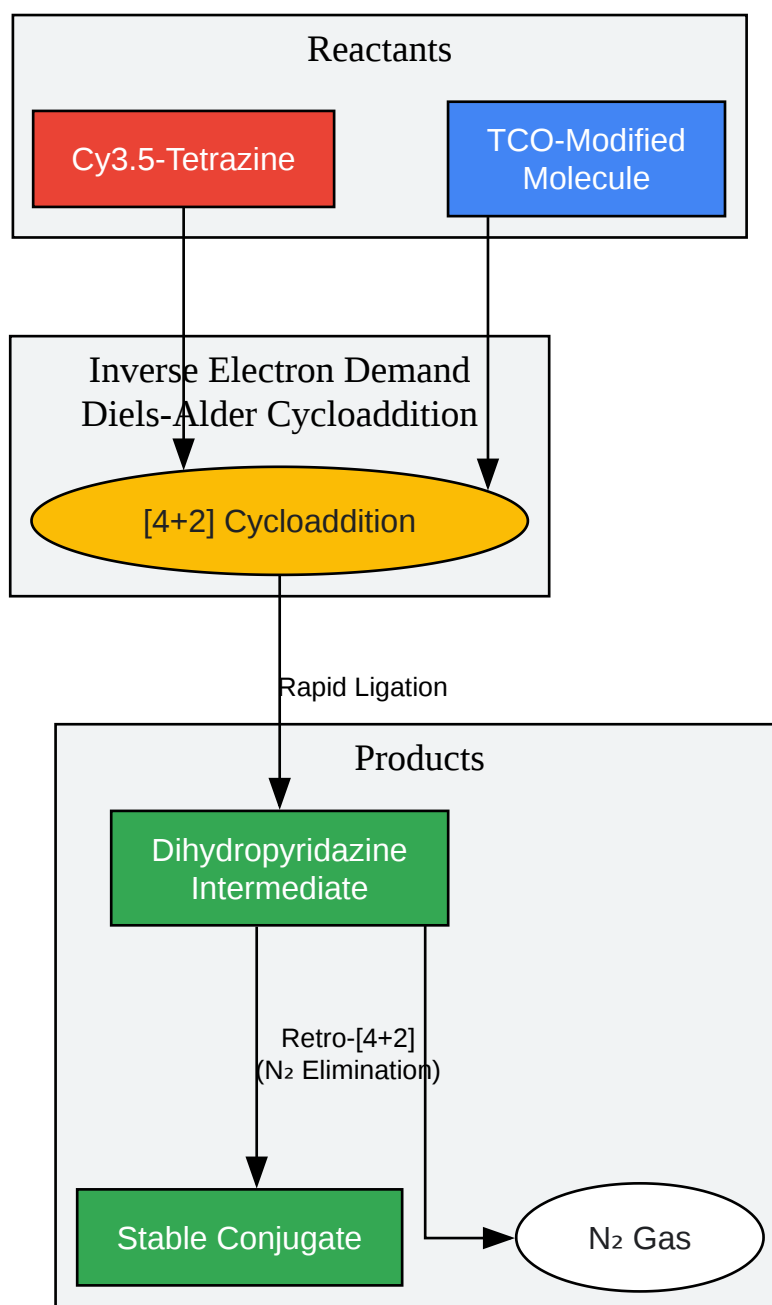 Reactants
Cy3.5-Tetrazine
TCO-Modified
Molecule
Inverse Electron Demand
Diels-Alder Cycloaddition
[4+2] Cycloaddition
Rapid Ligation
Products
Dihydropyridazine
Intermediate
Retro-[4+2]
(N₂ Elimination)
Stable Conjugate
N₂ Gas